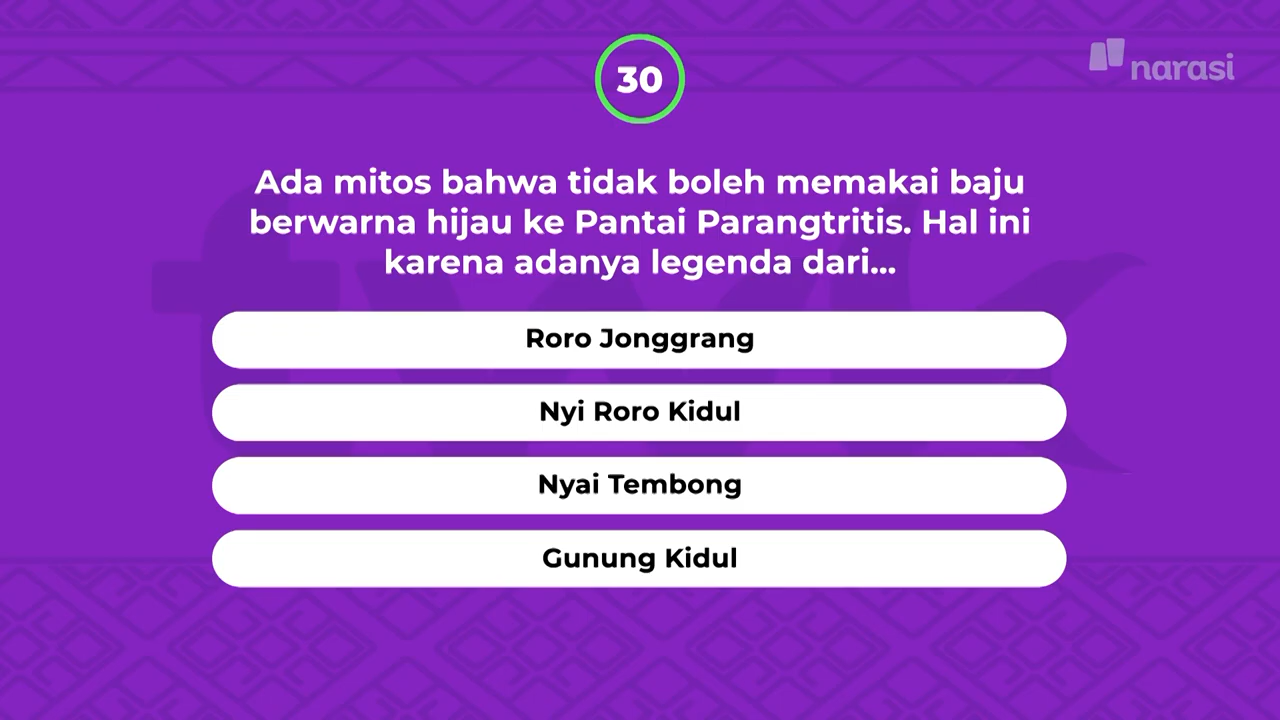 30
narasi
Ada mitos bahwa tidak boleh memakai baju
berwarna hijau ke Pantai Parangtritis. Hal ini
karena adanya legenda dari...
Roro Jonggrang
Nyi Roro Kidul
Nyai Tembong
Gunung Kidul
twk